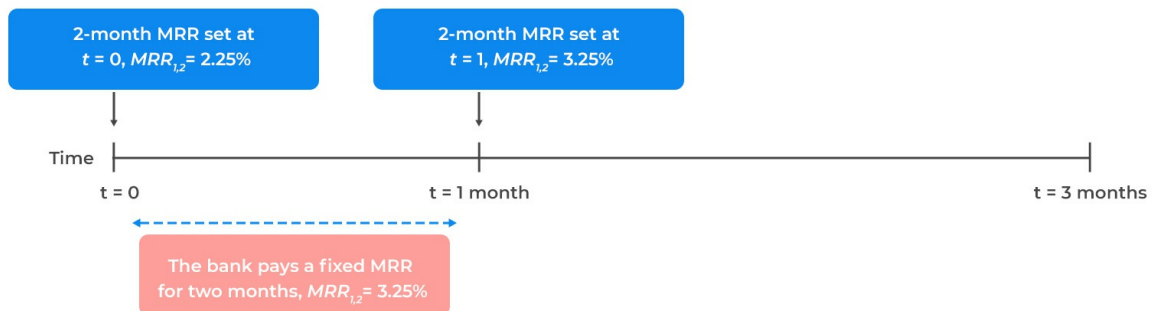 2-month MRR set at
t = 0, MRR1,2= 2.25%
2-month MRR set at
t = 1, MRR1,2= 3.25%
Time
t = 0
t = 1 month
t = 3 months
The bank pays a fixed MRR
for two months, MRR1,2= 3.25%